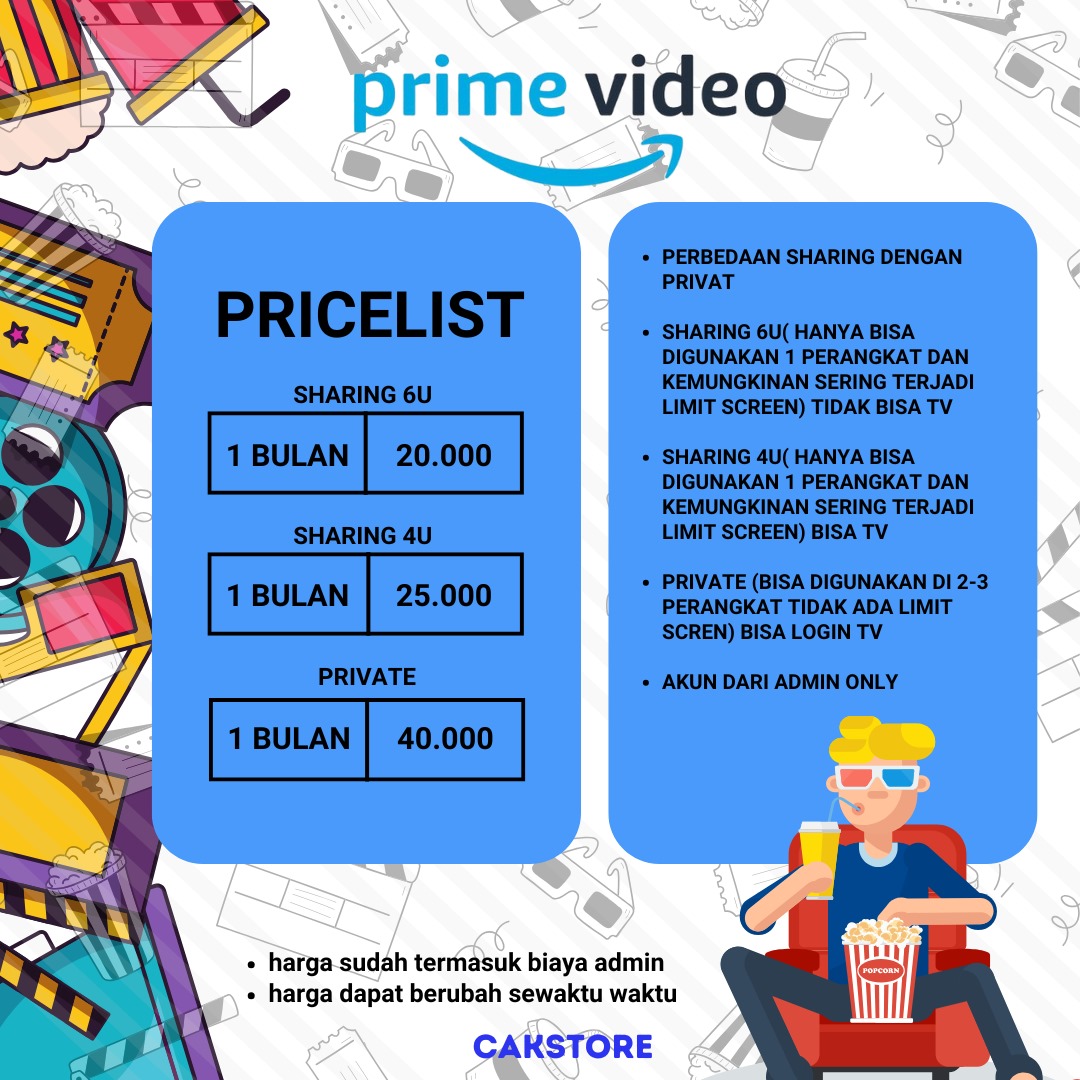 prime video
PRICELIST
SHARING 6U
1 BULAN 20.000
SHARING 4U
1 BULAN 25.000
PRIVATE
1 BULAN 40.000
• PERBEDAAN SHARING DENGAN
PRIVAT
• SHARING 6U( HANYA BISA
DIGUNAKAN 1 PERANGKAT DAN
KEMUNGKINAN SERING TERJADI
LIMIT SCREEN) TIDAK BISA TV
• SHARING 4U( HANYA BISA
DIGUNAKAN 1 PERANGKAT DAN
KEMUNGKINAN SERING TERJADI
LIMIT SCREEN) BISA TV
• PRIVATE (BISA DIGUNAKAN DI 2-3
PERANGKAT TIDAK ADA LIMIT
SCREN) BISA LOGIN TV
• AKUN DARI ADMIN ONLY
POPCORN
• harga sudah termasuk biaya admin
• harga dapat berubah sewaktu waktu
CAKSTORE